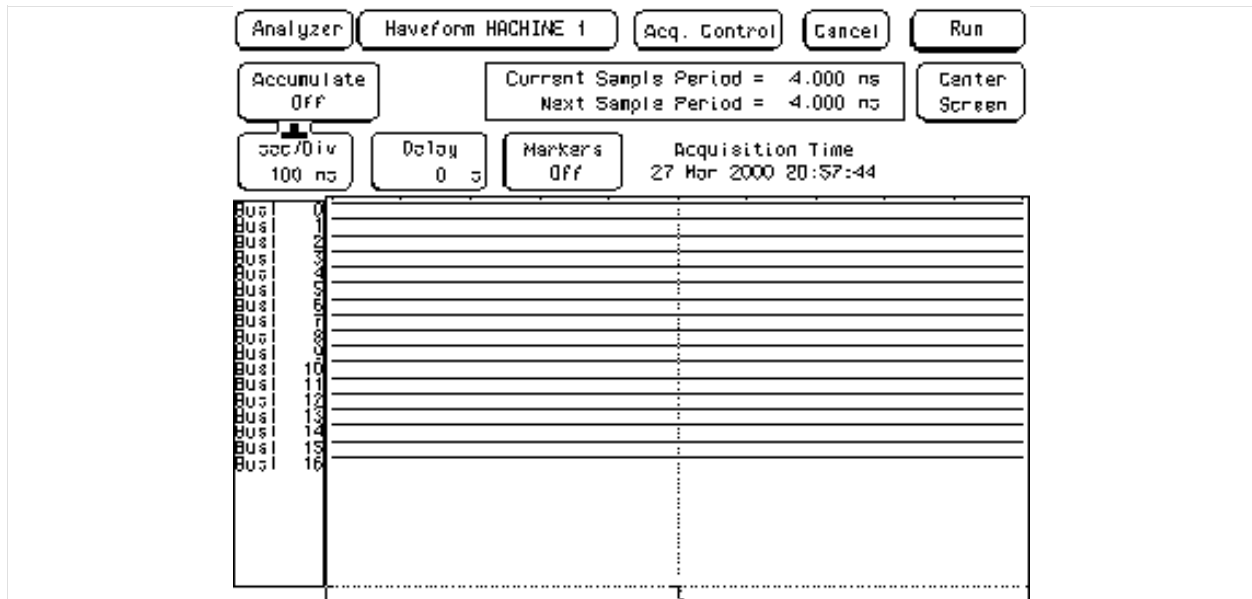 Analyzer Waveform MACHINE 1 Acq. Control Cancel Run
Accumulate
Off
Current Sample Period = 4.000 ns
Next Sample Period = 4.000 ns
Center
Screen
sec/Div
100 ns
Delay
0 s
Markers
Off
Acquisition Time
27 Mar 2000 20:57:44
Bus1 0
Bus1 1
Bus1 2
Bus1 3
Bus1 4
Bus1 5
Bus1 6
Bus1 7
Bus1 8
Bus1 9
Bus1 10
Bus1 11
Bus1 12
Bus1 13
Bus1 14
Bus1 15
Bus1 16